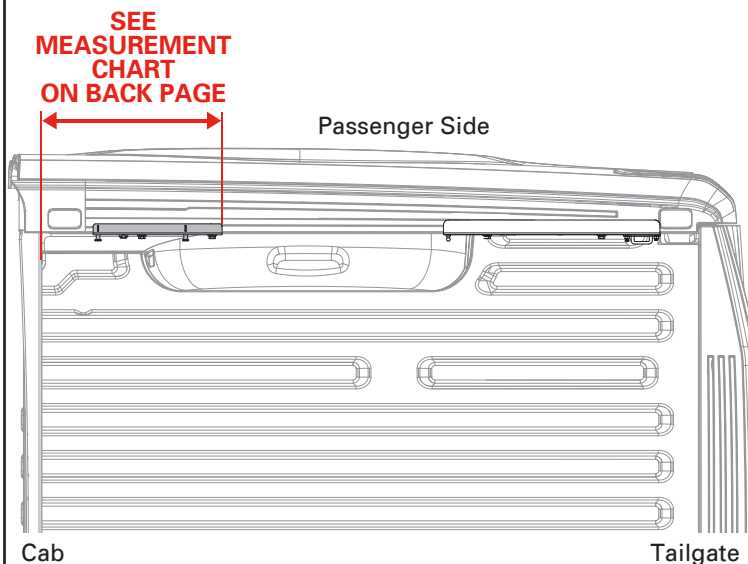 SEE
MEASUREMENT
CHART
ON BACK PAGE
Passenger Side
Cab
Tailgate